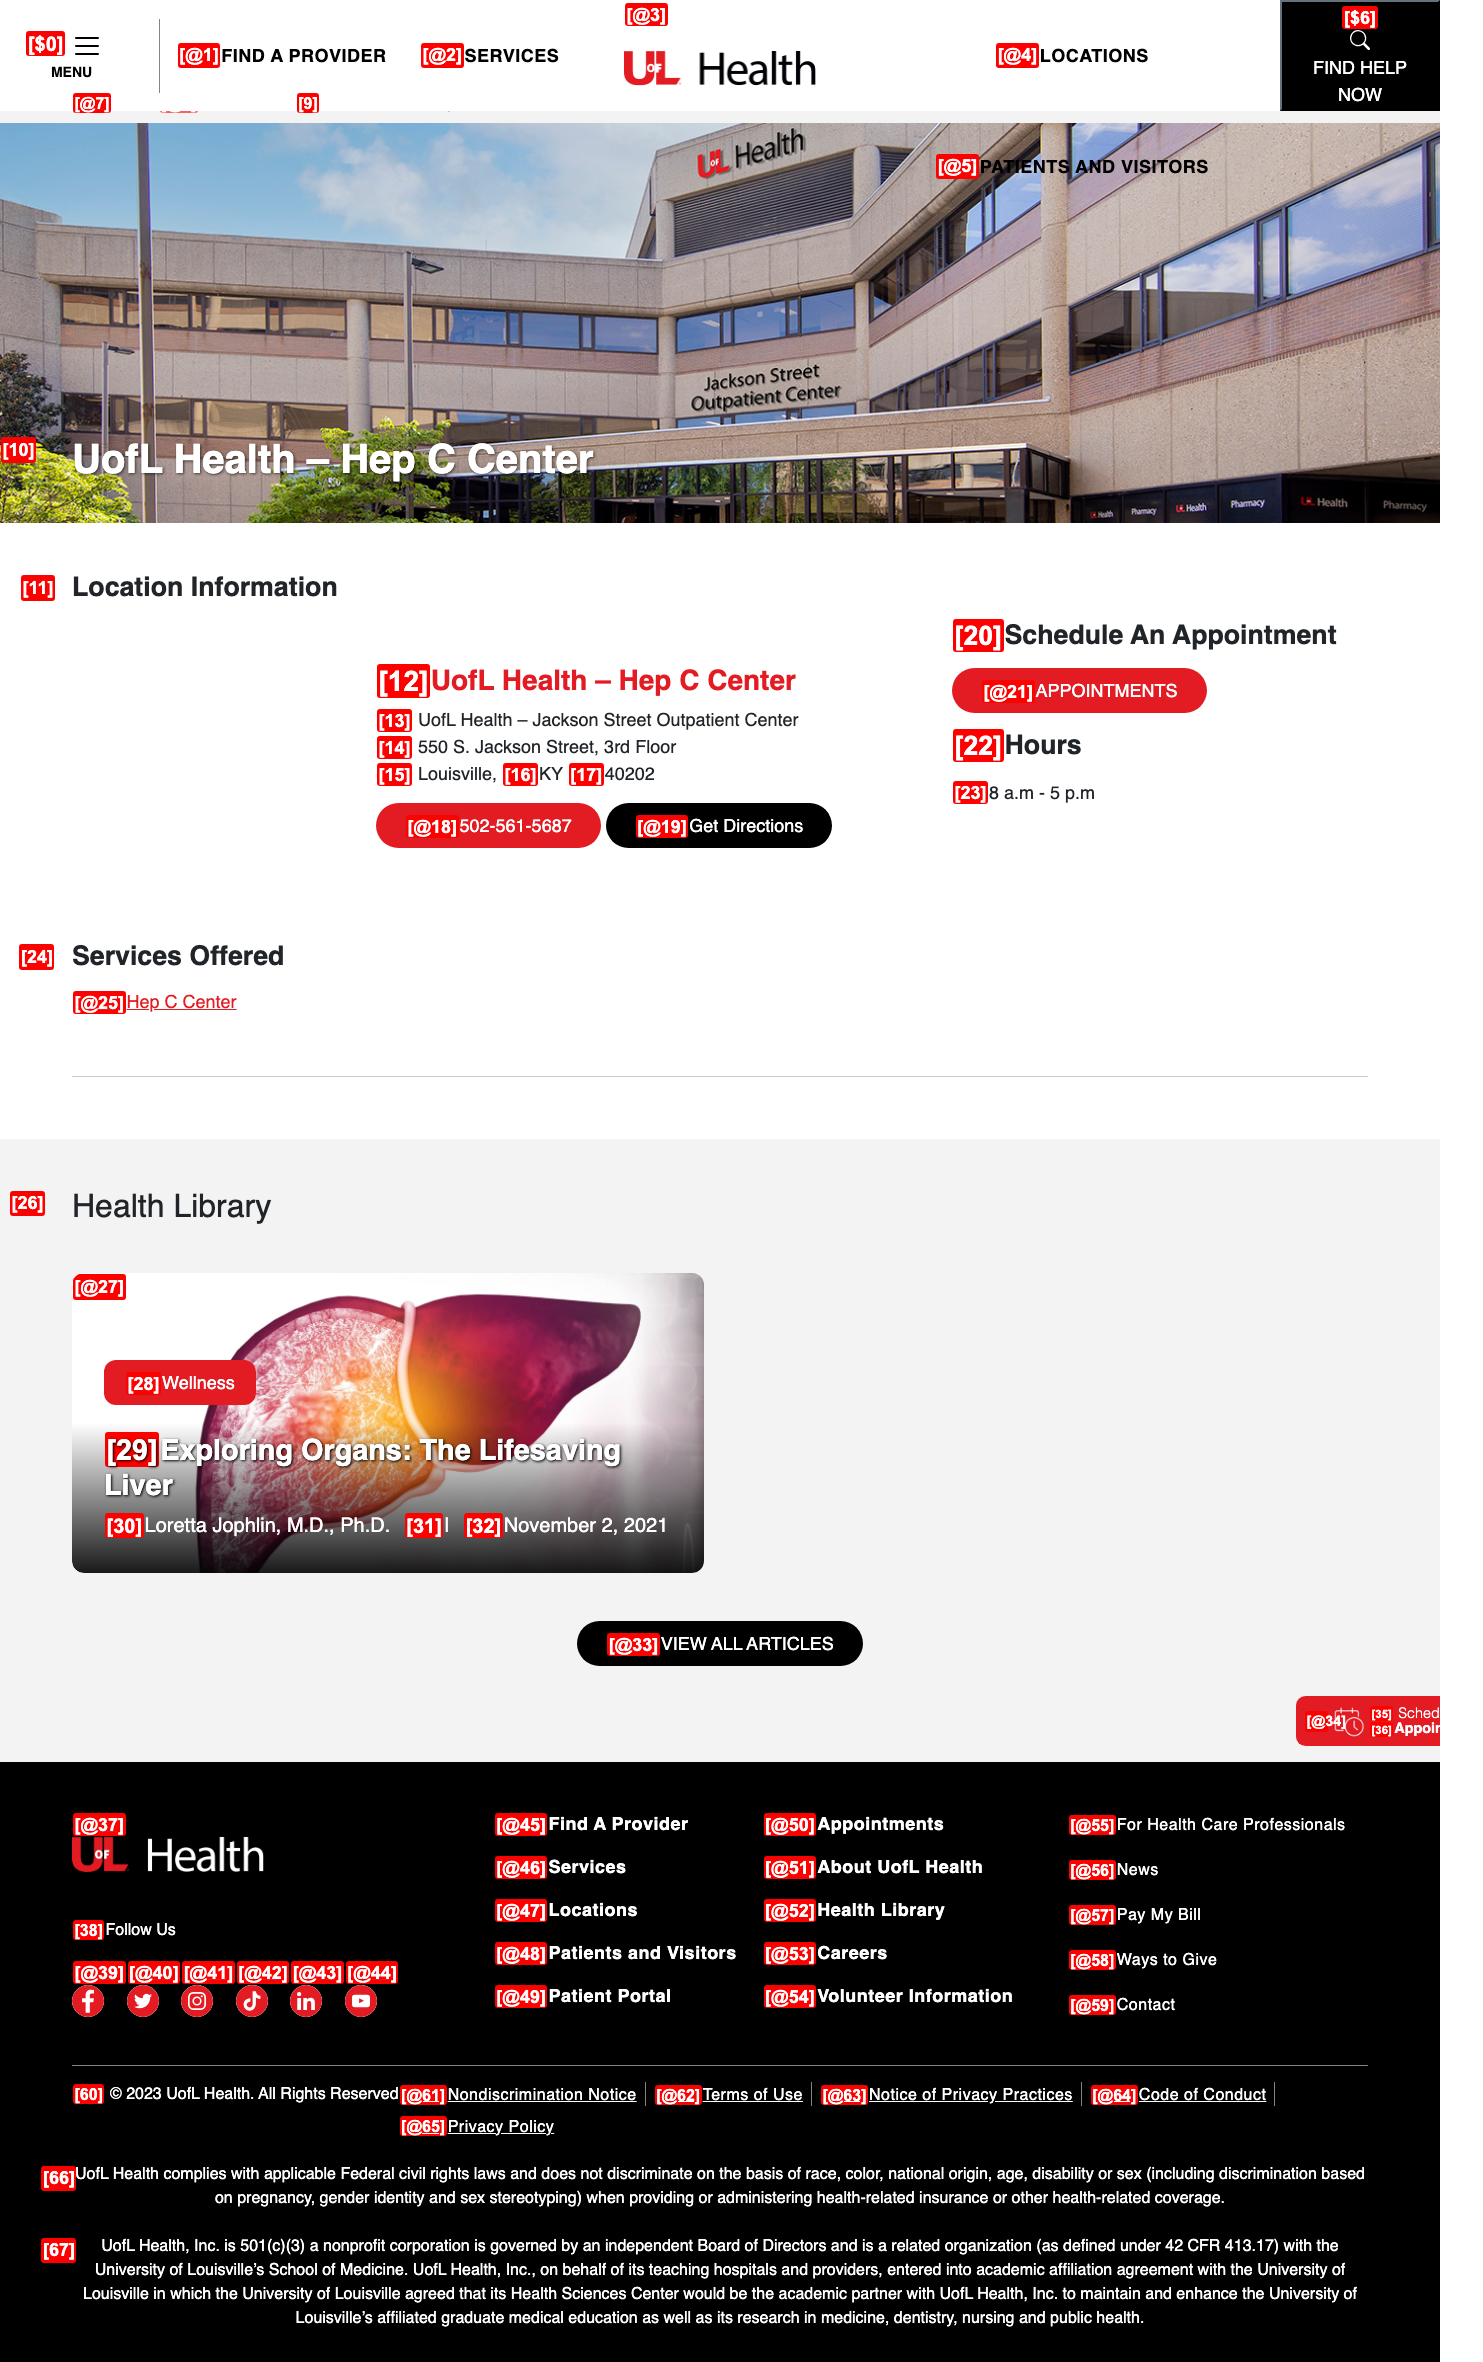 [$0]
MENU
[@1]FIND A PROVIDER
[@2]SERVICES
[@3]
UofL Health
[@4]LOCATIONS
[$6]
FIND HELP
NOW
[@7]
[9]
UofL Health
[@5]PATIENTS AND VISITORS
Jackson Street
Outpatient Center
[10] UofL Health – Hep C Center
Health Pharmacy UofL Health Pharmacy UofL Health Pharmacy
[11] Location Information
[12]UofL Health – Hep C Center
[13] UofL Health – Jackson Street Outpatient Center
[14] 550 S. Jackson Street, 3rd Floor
[15] Louisville, [16]KY [17]40202
[@18]502-561-5687
[@19]Get Directions
[20]Schedule An Appointment
[@21]APPOINTMENTS
[22]Hours
[23]8 a.m - 5 p.m
[24] Services Offered
[@25]Hep C Center
[26] Health Library
[@27]
[28]Wellness
[29]Exploring Organs: The Lifesaving
Liver
[30]Loretta Jophlin, M.D., Ph.D. [31]| [32]November 2, 2021
[@33]VIEW ALL ARTICLES
[@34]
[35] Sched
[36] Appoin
[@37]
UofL Health
[38]Follow Us
[@39] [@40] [@41] [@42] [@43] [@44]
[@45]Find A Provider
[@46]Services
[@47]Locations
[@48]Patients and Visitors
[@49]Patient Portal
[@50]Appointments
[@51]About UofL Health
[@52]Health Library
[@53]Careers
[@54]Volunteer Information
[@55]For Health Care Professionals
[@56]News
[@57]Pay My Bill
[@58]Ways to Give
[@59]Contact
[60] © 2023 UofL Health. All Rights Reserved
[@61]Nondiscrimination Notice
[@62]Terms of Use
[@63]Notice of Privacy Practices
[@64]Code of Conduct
[@65]Privacy Policy
[66]UofL Health complies with applicable Federal civil rights laws and does not discriminate on the basis of race, color, national origin, age, disability or sex (including discrimination based
on pregnancy, gender identity and sex stereotyping) when providing or administering health-related insurance or other health-related coverage.
[67] UofL Health, Inc. is 501(c)(3) a nonprofit corporation is governed by an independent Board of Directors and is a related organization (as defined under 42 CFR 413.17) with the
University of Louisville’s School of Medicine. UofL Health, Inc., on behalf of its teaching hospitals and providers, entered into academic affiliation agreement with the University of
Louisville in which the University of Louisville agreed that its Health Sciences Center would be the academic partner with UofL Health, Inc. to maintain and enhance the University of
Louisville’s affiliated graduate medical education as well as its research in medicine, dentistry, nursing and public health.